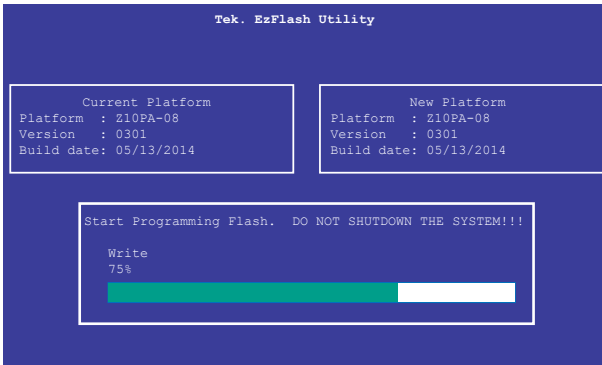 Tek. EzFlash Utility
Current Platform
Platform : Z10PA-08
Version : 0301
Build date: 05/13/2014
New Platform
Platform : Z10PA-08
Version : 0301
Build date: 05/13/2014
Start Programming Flash. DO NOT SHUTDOWN THE SYSTEM!!!
Write
75%